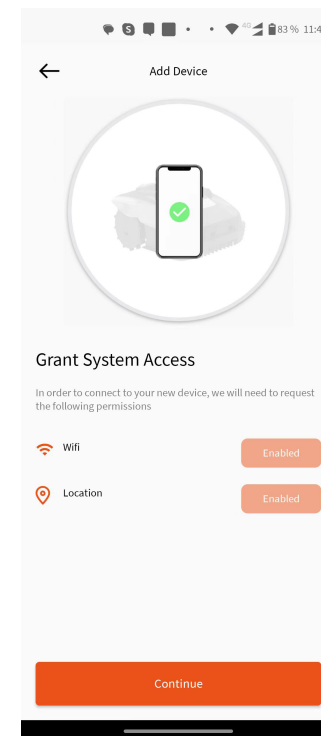 4G 83 % 11:4
Add Device
Grant System Access
In order to connect to your new device, we will need to request
the following permissions
Wifi Enabled
Location Enabled
Continue